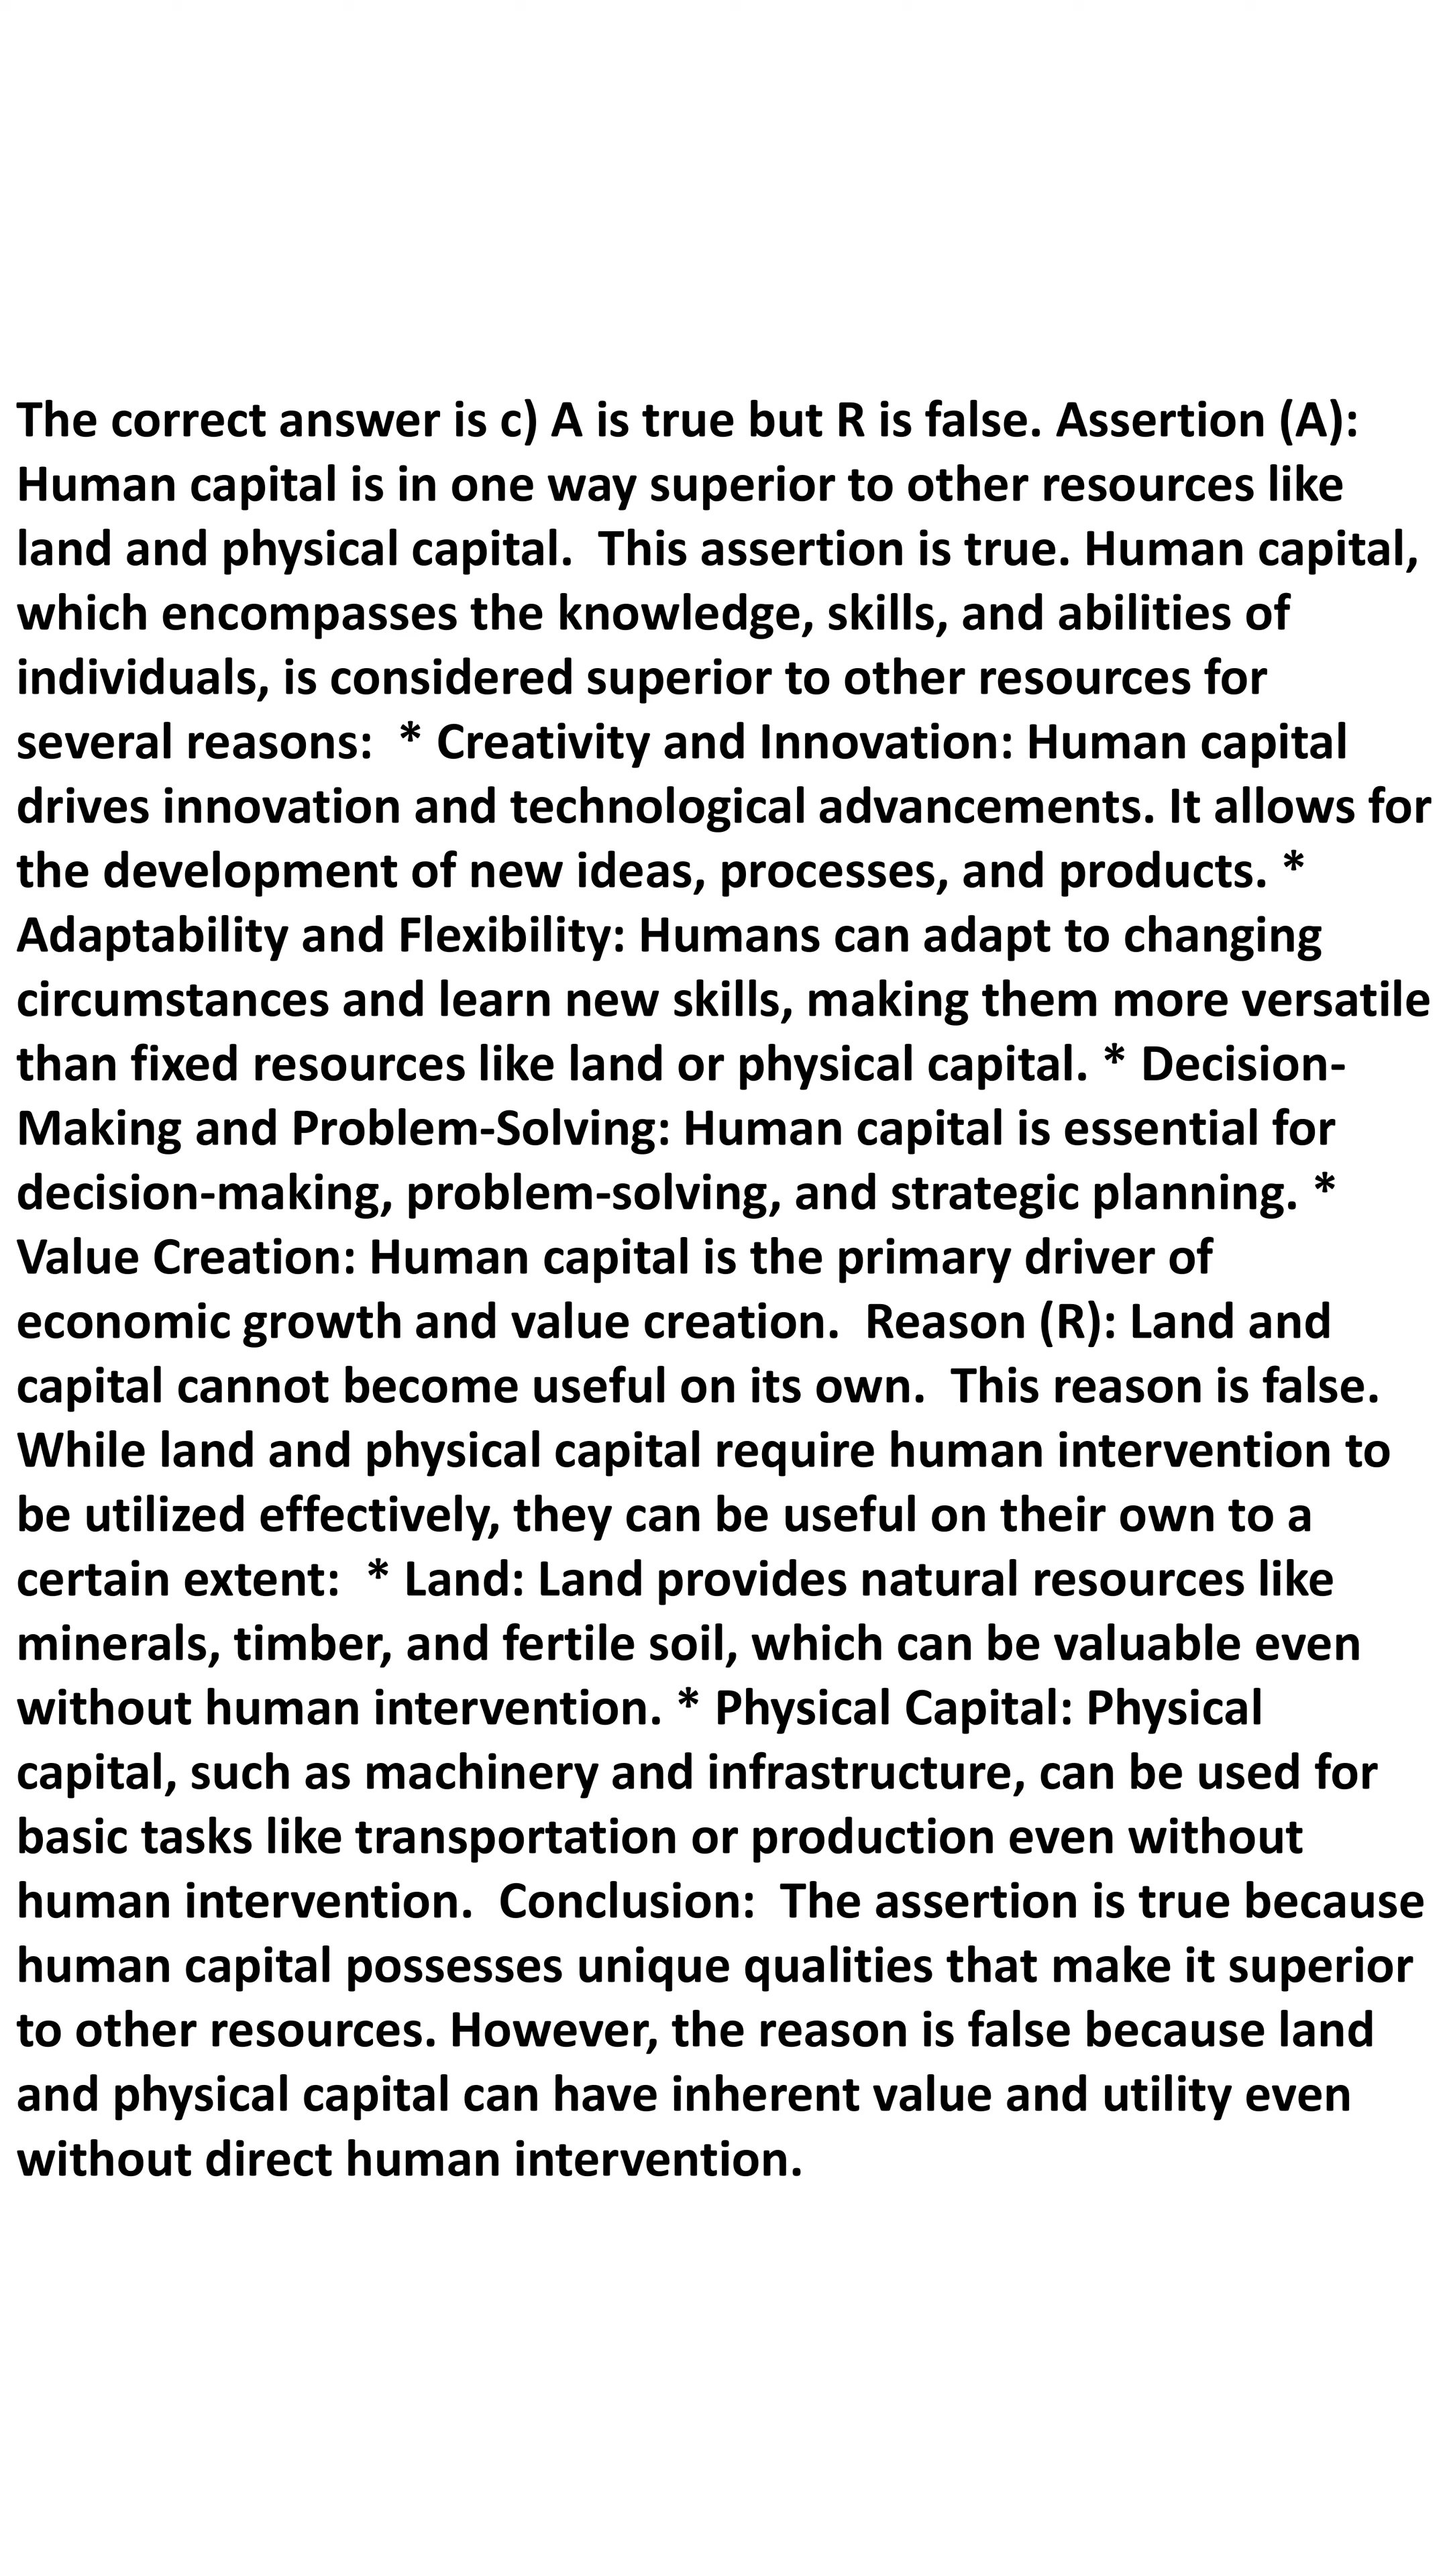 The correct answer is c) A is true but R is false. Assertion (A):
Human capital is in one way superior to other resources like
land and physical capital.  This assertion is true. Human capital,
which encompasses the knowledge, skills, and abilities of
individuals, is considered superior to other resources for
several reasons:  * Creativity and Innovation: Human capital
drives innovation and technological advancements. It allows for
the development of new ideas, processes, and products. *
Adaptability and Flexibility: Humans can adapt to changing
circumstances and learn new skills, making them more versatile
than fixed resources like land or physical capital. * Decision-
Making and Problem-Solving: Human capital is essential for
decision-making, problem-solving, and strategic planning. *
Value Creation: Human capital is the primary driver of
economic growth and value creation.  Reason (R): Land and
capital cannot become useful on its own.  This reason is false.
While land and physical capital require human intervention to
be utilized effectively, they can be useful on their own to a
certain extent:  * Land: Land provides natural resources like
minerals, timber, and fertile soil, which can be valuable even
without human intervention. * Physical Capital: Physical
capital, such as machinery and infrastructure, can be used for
basic tasks like transportation or production even without
human intervention.  Conclusion:  The assertion is true because
human capital possesses unique qualities that make it superior
to other resources. However, the reason is false because land
and physical capital can have inherent value and utility even
without direct human intervention.